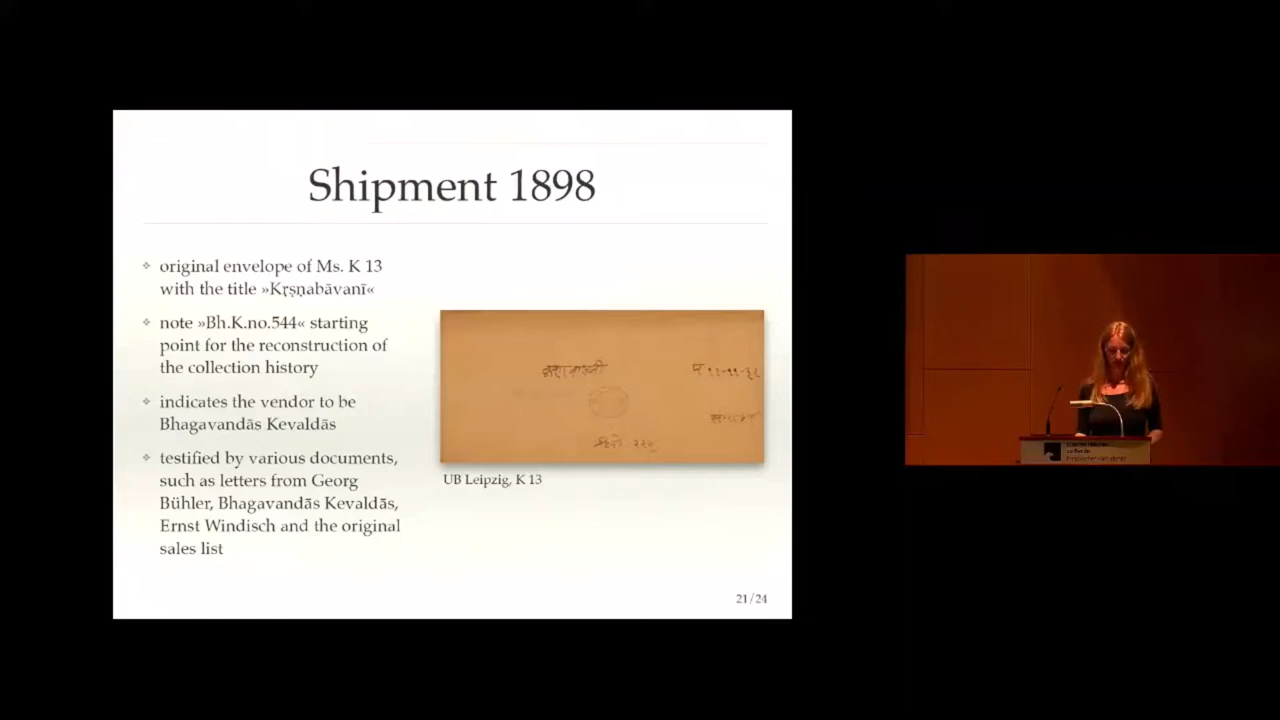 Shipment 1898
❖ original envelope of Ms. K 13
with the title »Kṛṣṇabāvanī«
❖ note »Bh.K.no.544« starting
point for the reconstruction of
the collection history
❖ indicates the vendor to be
Bhagavandās Kevaldās
❖ testified by various documents,
such as letters from Georg
Bühler, Bhagavandās Kevaldās,
Ernst Windisch and the original
sales list
UB Leipzig, K 13
21/24